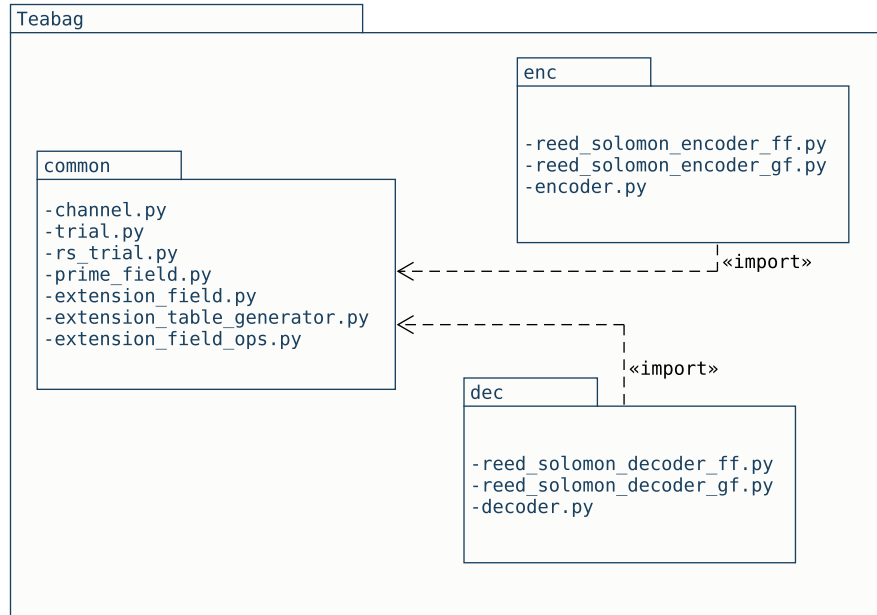 Teabag
enc
-reed_solomon_encoder_ff.py
-reed_solomon_encoder_gf.py
-encoder.py
common
-channel.py
-trial.py
-rs_trial.py
-prime_field.py
-extension_field.py
-extension_table_generator.py
-extension_field_ops.py
«import»
«import»
dec
-reed_solomon_decoder_ff.py
-reed_solomon_decoder_gf.py
-decoder.py